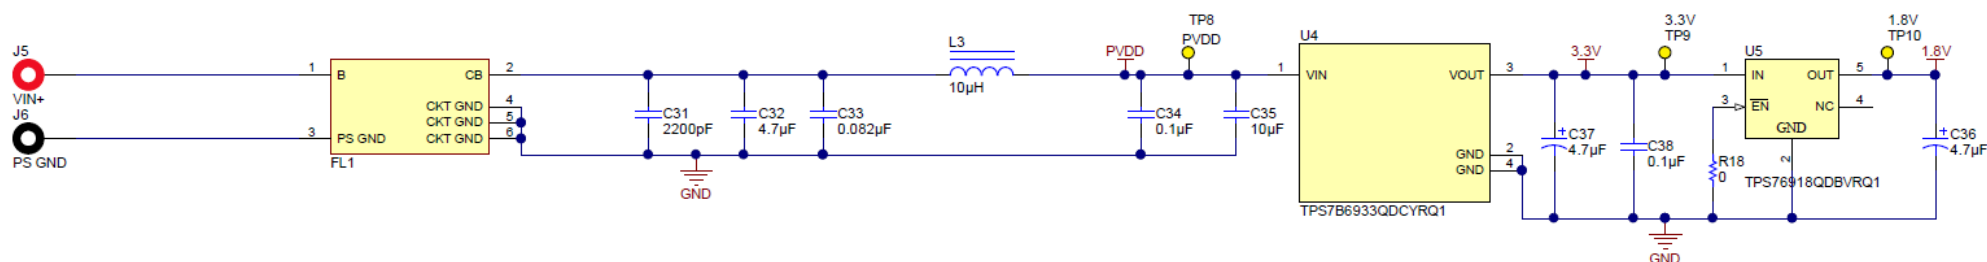 J5
VIN+
J6
PS GND
1
B
CB
2
CKT GND
4
CKT GND
5
3
PS GND
CKT GND
6
FL1
C31
2200pF
C32
4.7µF
C33
0.082µF
GND
L3
10µH
PVDD
TP8
PVDD
C34
0.1µF
C35
10µF
U4
1
VIN
VOUT
3
GND
2
GND
4
TPS7B6933QDCYRQ1
3.3V
3.3V
TP9
C37
4.7µF
C38
0.1µF
GND
R18
0
U5
1
IN
OUT
5
3
EN
NC
4
GND
2
TPS76918QDBVRQ1
1.8V
TP10
1.8V
C36
4.7µF